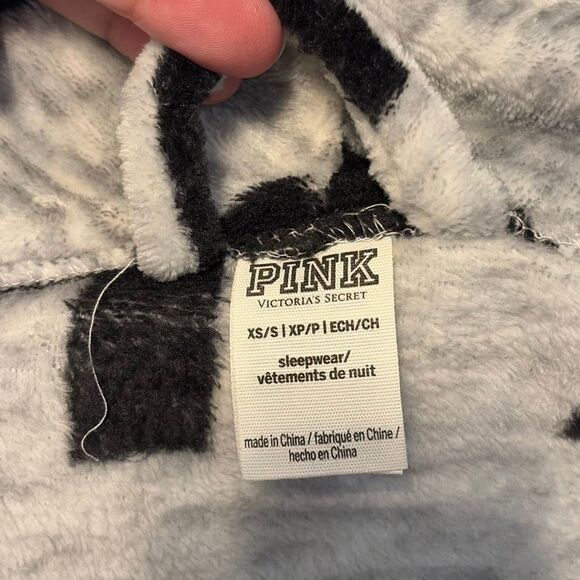 PINK
VICTORIA'S SECRET
XS/S | XP/P | ECH/CH
sleepwear/
vêtements de nuit
made in China / fabriqué en Chine /
hecho en China